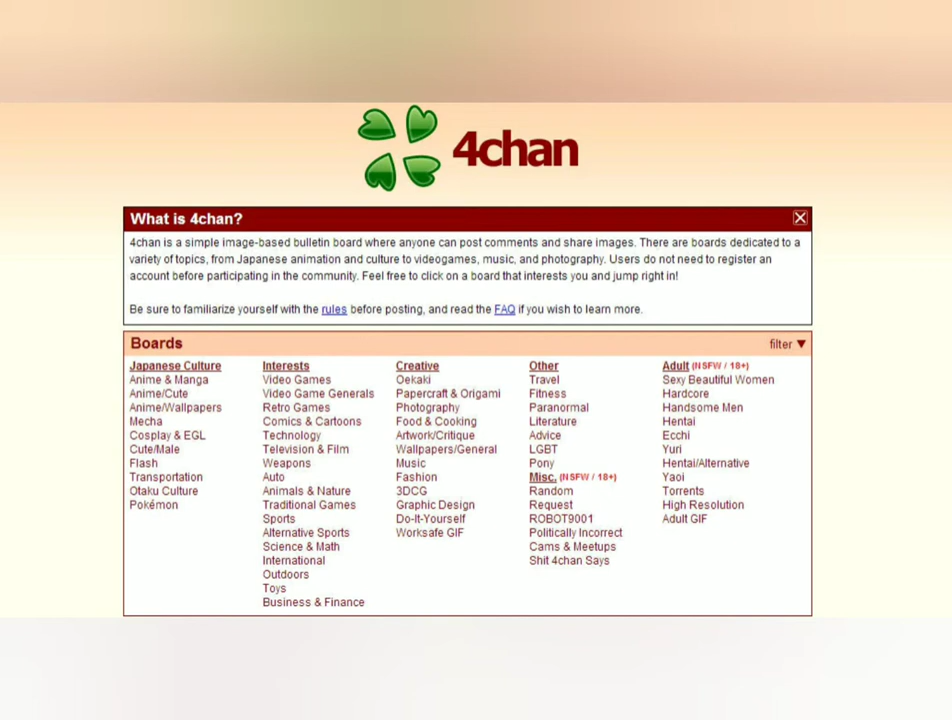 4chan
What is 4chan?
4chan is a simple image-based bulletin board where anyone can post comments and share images. There are boards dedicated to a
variety of topics, from Japanese animation and culture to videogames, music, and photography. Users do not need to register an
account before participating in the community. Feel free to click on a board that interests you and jump right in!
Be sure to familiarize yourself with the rules before posting, and read the FAQ if you wish to learn more.
Boards
filter ▼
Japanese Culture
Anime & Manga
Anime/Cute
Anime/Wallpapers
Mecha
Cosplay & EGL
Cute/Male
Flash
Transportation
Otaku Culture
Pokémon
Interests
Video Games
Video Game Generals
Retro Games
Comics & Cartoons
Technology
Television & Film
Weapons
Auto
Animals & Nature
Traditional Games
Sports
Alternative Sports
Science & Math
International
Outdoors
Toys
Business & Finance
Creative
Oekaki
Papercraft & Origami
Photography
Food & Cooking
Artwork/Critique
Wallpapers/General
Music
Fashion
3DCG
Graphic Design
Do-It-Yourself
Worksafe GIF
Other
Travel
Fitness
Paranormal
Literature
Advice
LGBT
Pony
Misc. (NSFW / 18+)
Random
Request
ROBOT9001
Politically Incorrect
Cams & Meetups
Shit 4chan Says
Adult (NSFW / 18+)
Sexy Beautiful Women
Hardcore
Handsome Men
Hentai
Ecchi
Yuri
Hentai/Alternative
Yaoi
Torrents
High Resolution
Adult GIF